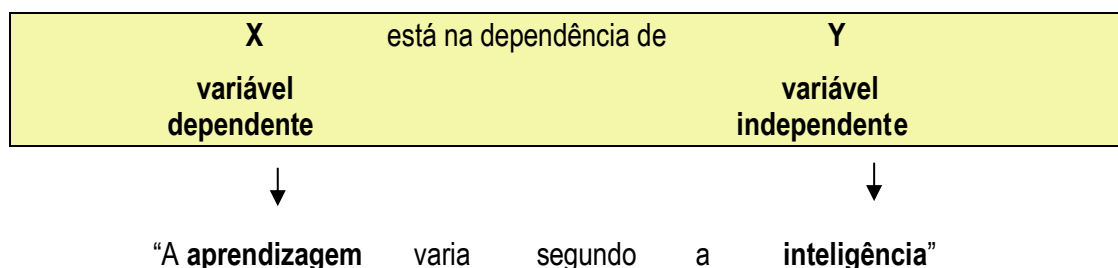 X está na dependência de Y
variável variável
dependente independente
“A aprendizagem varia segundo a inteligência”